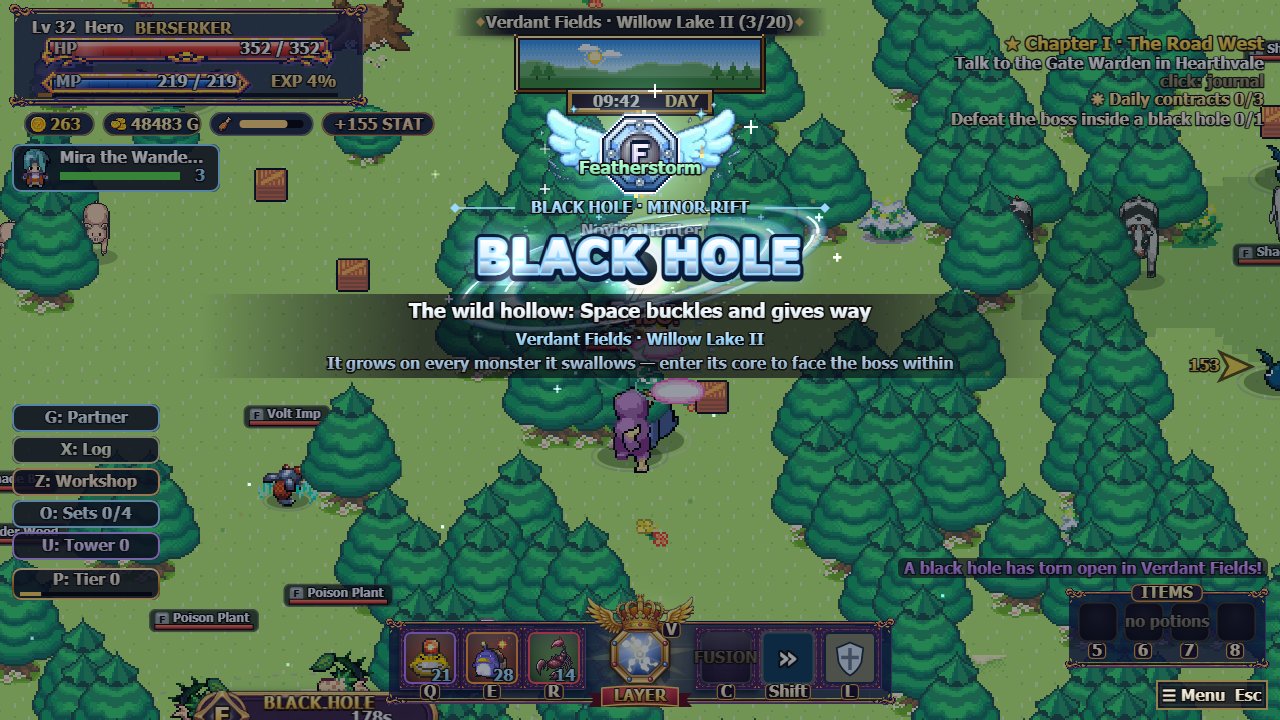 Lv 32 Hero BERSERKER
HP 352 / 352
MP 219 / 219 EXP 4%
263 48483 G +155 STAT
Mira the Wande...
3
Verdant Fields · Willow Lake II (3/20)
09:42 DAY
F
Featherstorm
BLACK HOLE · MINOR RIFT
Novice Hunter
BLACK HOLE
The wild hollow: Space buckles and gives way
Verdant Fields · Willow Lake II
It grows on every monster it swallows — enter its core to face the boss within
★ Chapter I · The Road West
Talk to the Gate Warden in Hearthvale
click: journal
Daily contracts 0/3
Defeat the boss inside a black hole 0/1
F Sha
153
G: Partner
X: Log
Z: Workshop
O: Sets 0/4
U: Tower 0
P: Tier 0
F Volt Imp
F Poison Plant
F Poison Plant
A black hole has torn open in Verdant Fields!
ITEMS
no potions
5 6 7 8
21 28 14
Q E R
V
LAYER
FUSION
C Shift L
F BLACK HOLE
178s
Menu Esc